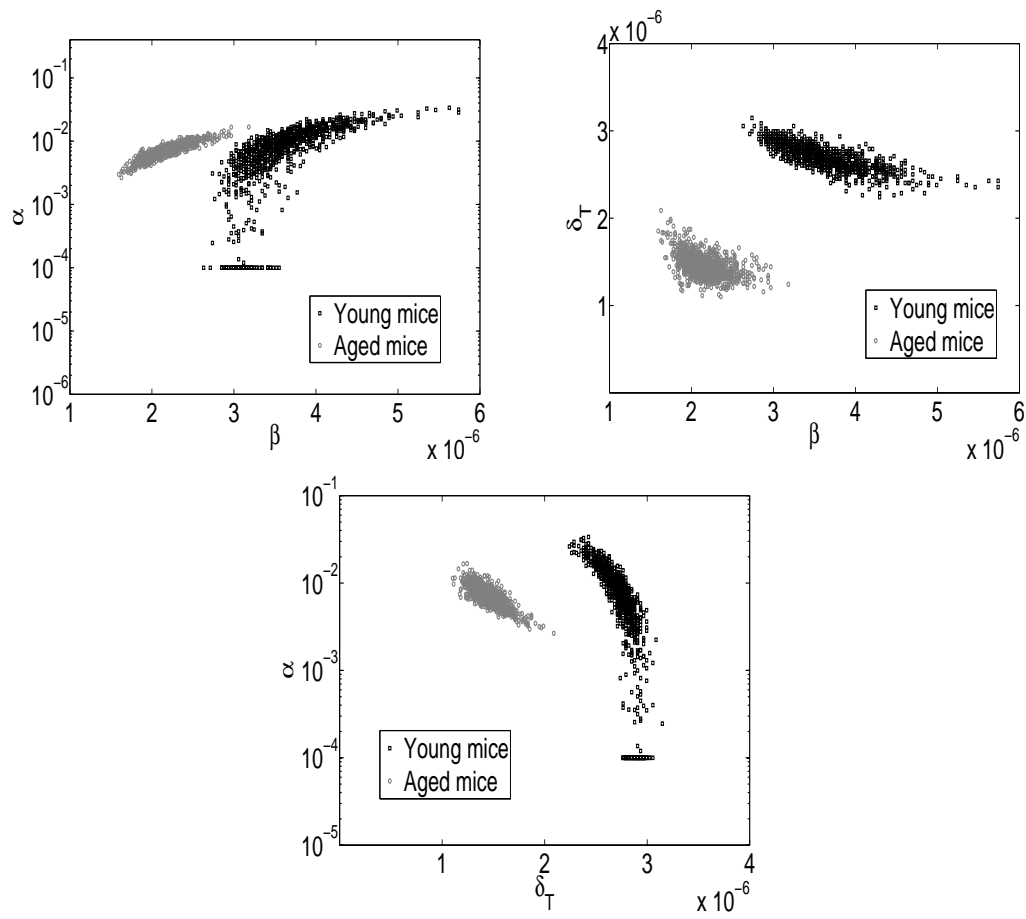 10⁻¹
10⁻²
10⁻³
10⁻⁴
10⁻⁵
10⁻⁶
α
Young mice
Aged mice
1 2 3 4 5 6
β
x 10⁻⁶
4 x 10⁻⁶
3
2
1
δ_T
Young mice
Aged mice
1 2 3 4 5 6
β
x 10⁻⁶
10⁻¹
10⁻²
10⁻³
10⁻⁴
10⁻⁵
α
Young mice
Aged mice
1 2 3 4
δ_T
x 10⁻⁶